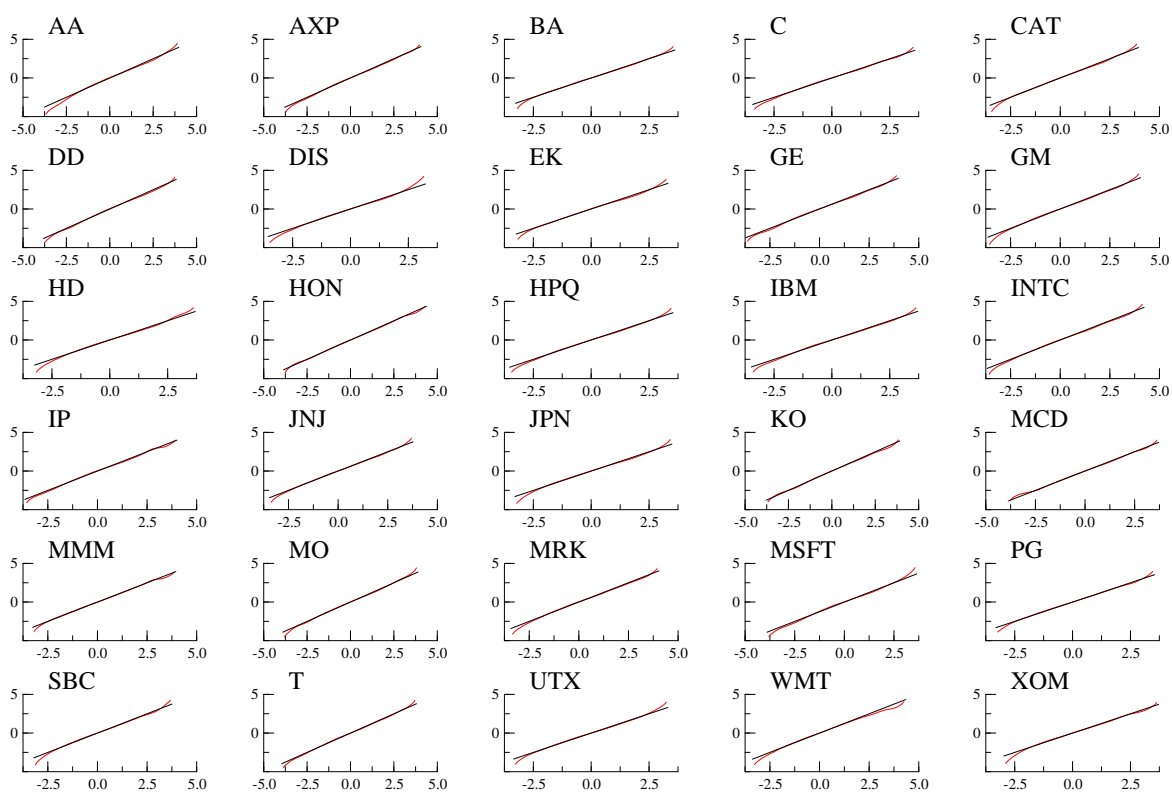 AA AXP BA C CAT
5 5 5 5 5
0 0 0 0 0
-5.0 -2.5 0.0 2.5 5.0 -5.0 -2.5 0.0 2.5 5.0 -2.5 0.0 2.5 -2.5 0.0 2.5 -2.5 0.0 2.5 5.0
DD DIS EK GE GM
5 5 5 5 5
0 0 0 0 0
-5.0 -2.5 0.0 2.5 5.0 -2.5 0.0 2.5 -2.5 0.0 2.5 -2.5 0.0 2.5 5.0 -2.5 0.0 2.5 5.0
HD HON HPQ IBM INTC
5 5 5 5 5
0 0 0 0 0
0.0 2.5 -5.0 -2.5 0.0 2.5 5.0 -2.5 0.0 2.5 -2.5 0.0 2.5 -2.5 0.0 2.5 5.0
IP JNJ JPN KO MCD
5 5 5 5 5
0 0 0 0 0
-2.5 0.0 2.5 5.0 -2.5 0.0 2.5 5.0 -2.5 0.0 2.5 -5.0 -2.5 0.0 2.5 5.0 -5.0 -2.5 0.0 2.5
MMM MO MRK MSFT PG
5 5 5 5 5
0 0 0 0 0
-2.5 0.0 2.5 5.0 -5.0 -2.5 0.0 2.5 5.0 -2.5 0.0 2.5 5.0 -5.0 -2.5 0.0 2.5 5.0 -2.5 0.0 2.5
SBC T UTX WMT XOM
5 5 5 5 5
0 0 0 0 0
-2.5 0.0 2.5 5.0 -5.0 -2.5 0.0 2.5 5.0 -2.5 0.0 2.5 -2.5 0.0 2.5 5.0 -2.5 0.0 2.5